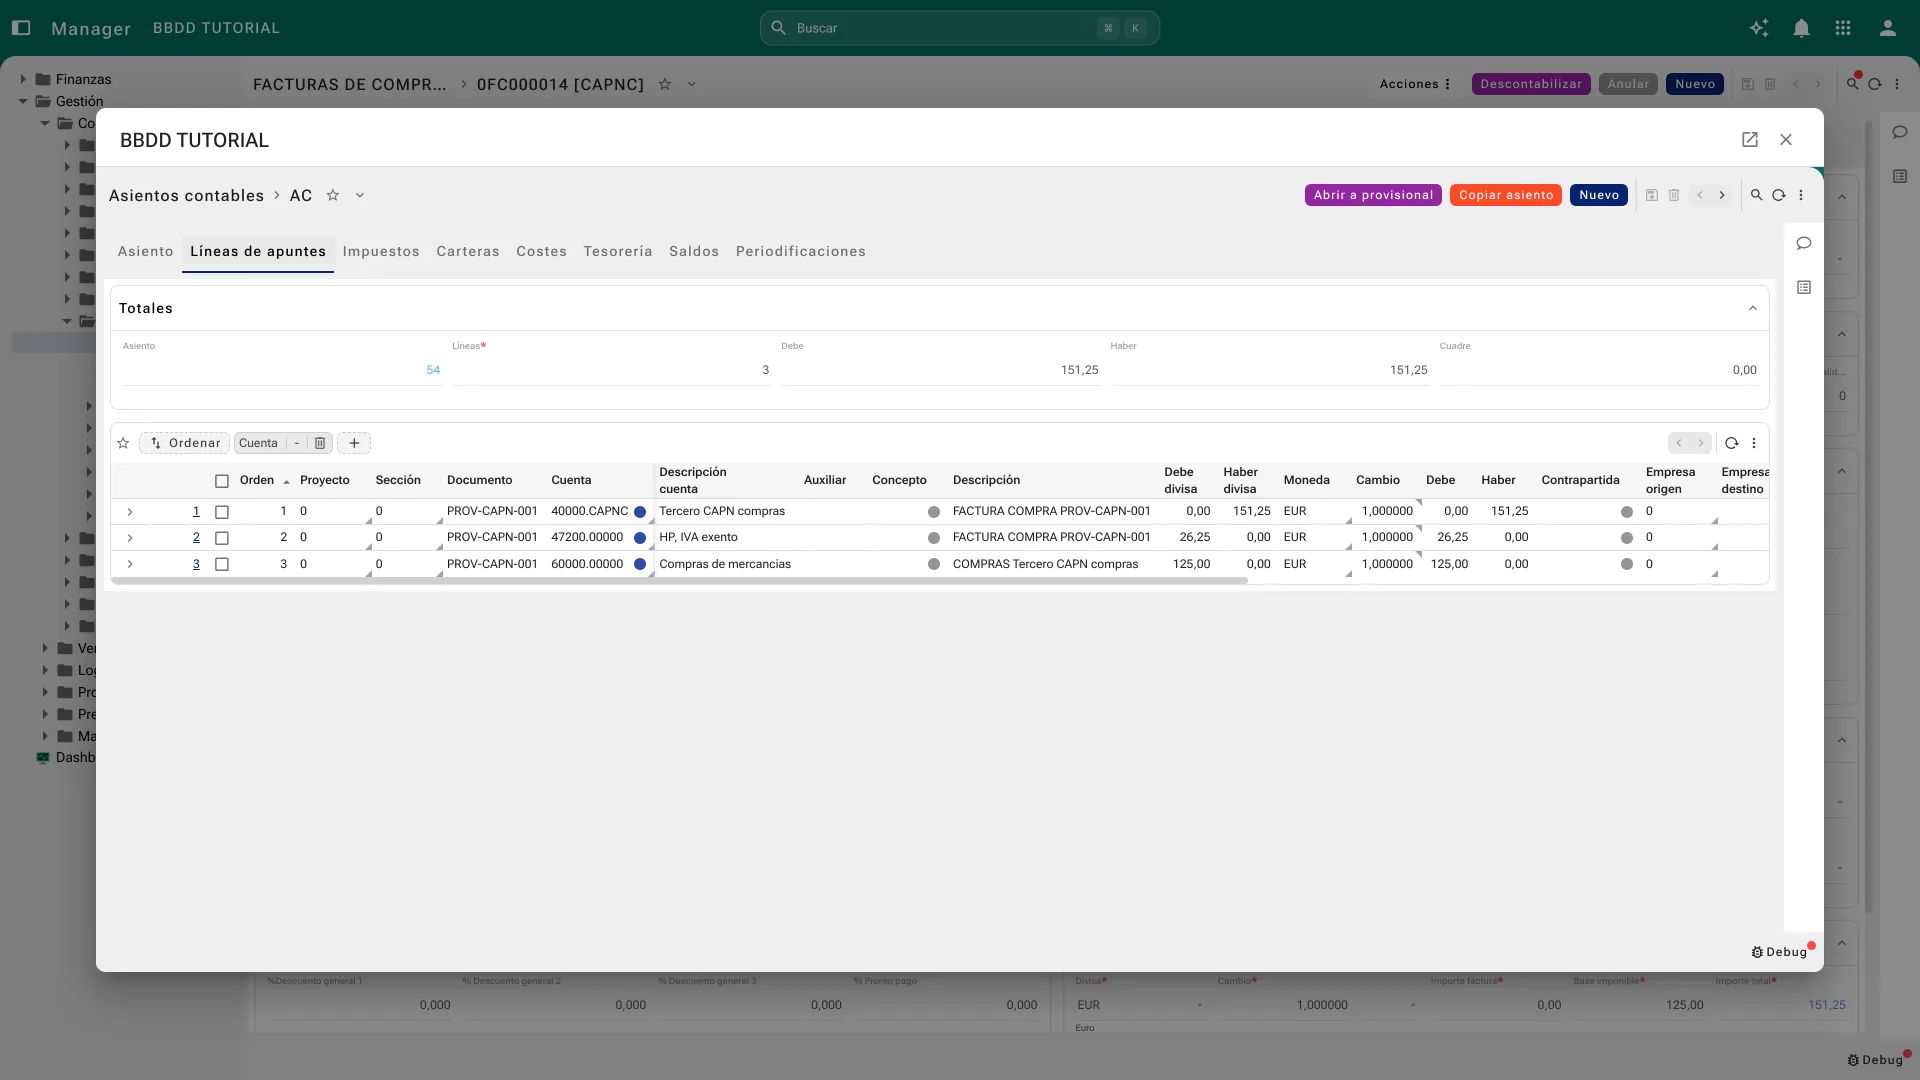 Manager BBDD TUTORIAL Buscar ⌘ K
Finanzas
Gestión
Co
Ver
Log
Pro
Pre
Ma
Dashb
FACTURAS DE COMPR... > 0FC000014 [CAPNC]
Acciones Descontabilizar Anular Nuevo
BBDD TUTORIAL
Asientos contables > AC
Abrir a provisional Copiar asiento Nuevo
Asiento Líneas de apuntes Impuestos Carteras Costes Tesorería Saldos Periodificaciones
Totales
Asiento Líneas* Debe Haber Cuadre
54 3 151,25 151,25 0,00
Ordenar Cuenta - +
Orden Proyecto Sección Documento Cuenta Descripción cuenta Auxiliar Concepto Descripción Debe divisa Haber divisa Moneda Cambio Debe Haber Contrapartida Empresa origen Empresa destino
1 1 0 0 PROV-CAPN-001 40000.CAPNC Tercero CAPN compras FACTURA COMPRA PROV-CAPN-001 0,00 151,25 EUR 1,000000 0,00 151,25 0
2 2 0 0 PROV-CAPN-001 47200.00000 HP, IVA exento FACTURA COMPRA PROV-CAPN-001 26,25 0,00 EUR 1,000000 26,25 0,00 0
3 3 0 0 PROV-CAPN-001 60000.00000 Compras de mercancias COMPRAS Tercero CAPN compras 125,00 0,00 EUR 1,000000 125,00 0,00 0
0
Debug
%Descuento general 1 % Descuento general 2 % Descuento general 3 % Pronto pago Divisa* Cambio* Importe factura* Base imponible* Importe total*
0,000 0,000 0,000 0,000 EUR 1,000000 0,00 125,00 151,25
Euro
Debug